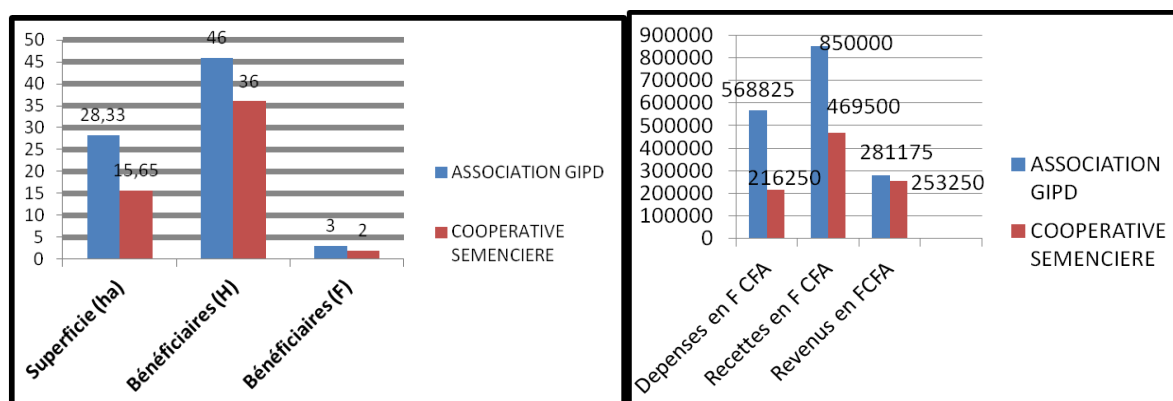 50
45
40
35
30
25
20
15
10
5
0
28,33
15,65
46
36
3
2
Superficie (ha)
Bénéficiaires (H)
Bénéficiaires (F)
ASSOCIATION GIPD
COOPERATIVE
SEMENCIERE
900000
800000
700000
600000
500000
400000
300000
200000
100000
0
568825
216250
850000
469500
281175
253250
Depenses en F CFA
Recettes en F CFA
Revenus en FCFA
ASSOCIATION
GIPD
COOPERATIVE
SEMENCIERE